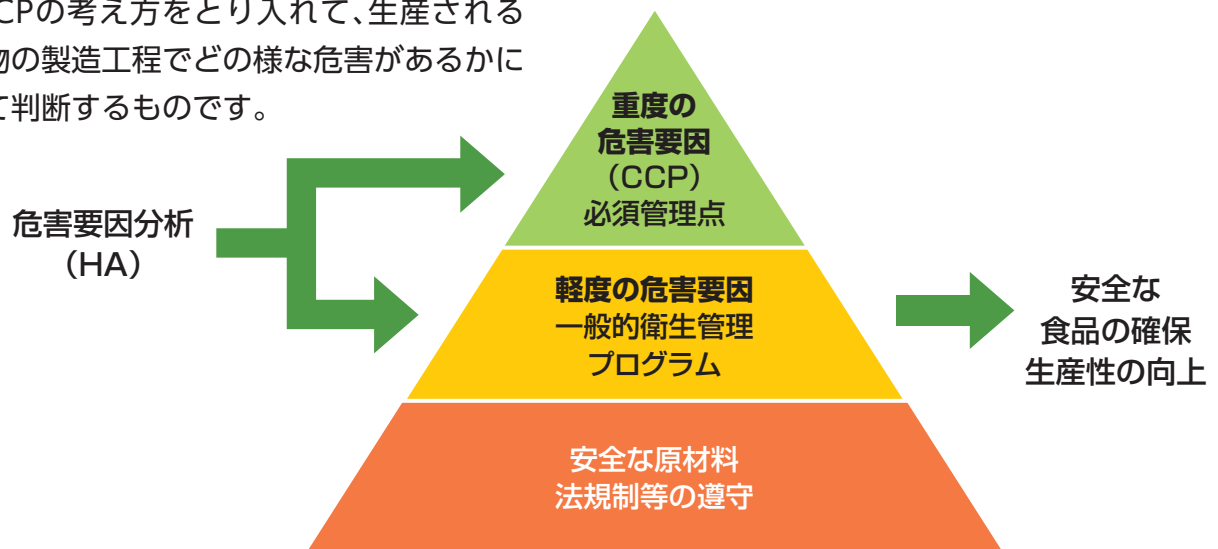 CPの考え方をとり入れて、生産される
物の製造工程でどの様な危害があるかに
て判断するものです。
重度の
危害要因
（CCP）
必須管理点
危害要因分析
（HA）
軽度の危害要因
一般的衛生管理
プログラム
安全な
食品の確保
生産性の向上
安全な原材料
法規制等の遵守